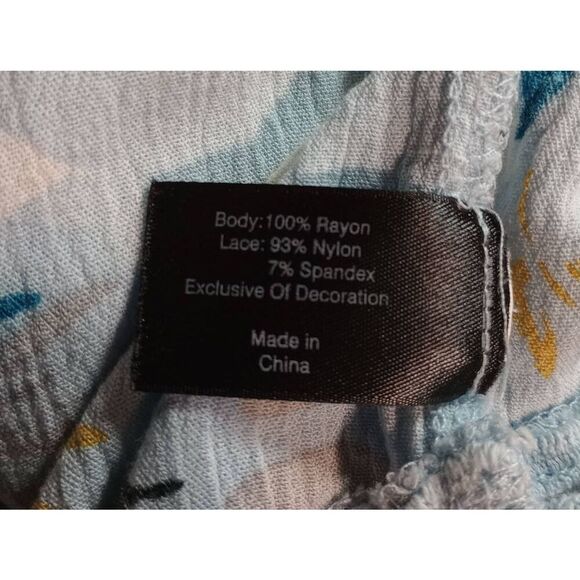 Body:100% Rayon
Lace: 93% Nylon
7% Spandex
Exclusive Of Decoration
Made in
China